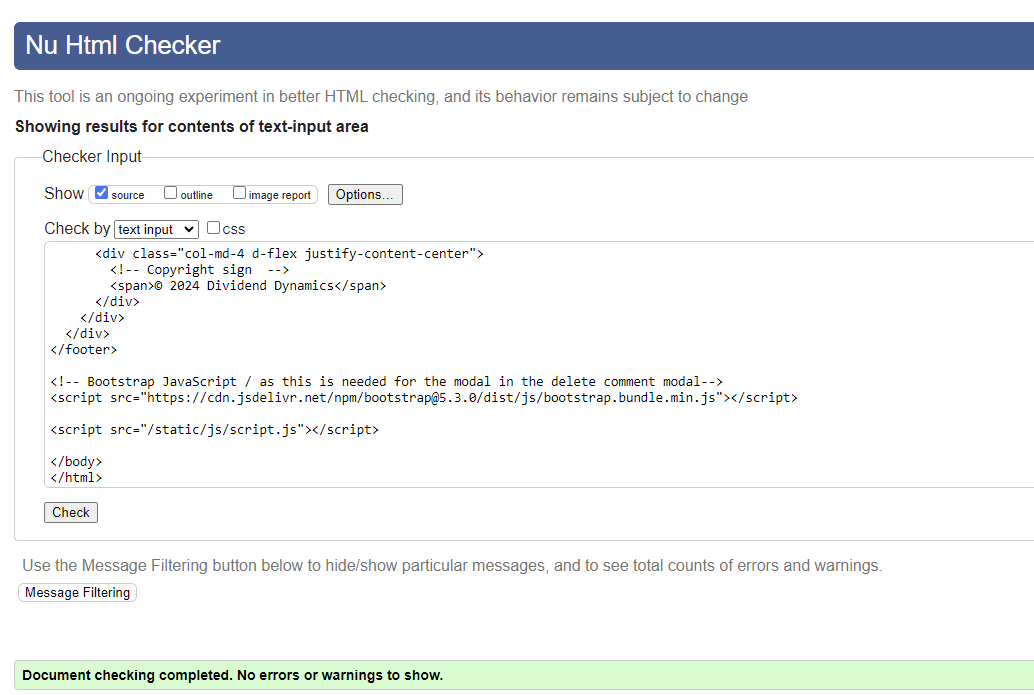 Nu Html Checker
This tool is an ongoing experiment in better HTML checking, and its behavior remains subject to change
Showing results for contents of text-input area
Checker Input
Show source outline image report Options...
Check by text input css
<div class="col-md-4 d-flex justify-content-center">
<!-- Copyright sign  -->
<span>© 2024 Dividend Dynamics</span>
</div>
</div>
</div>
</footer>
<!-- Bootstrap JavaScript / as this is needed for the modal in the delete comment modal-->
<script src="https://cdn.jsdelivr.net/npm/bootstrap@5.3.0/dist/js/bootstrap.bundle.min.js"></script>
<script src="/static/js/script.js"></script>
</body>
</html>
Check
Use the Message Filtering button below to hide/show particular messages, and to see total counts of errors and warnings.
Message Filtering
Document checking completed. No errors or warnings to show.